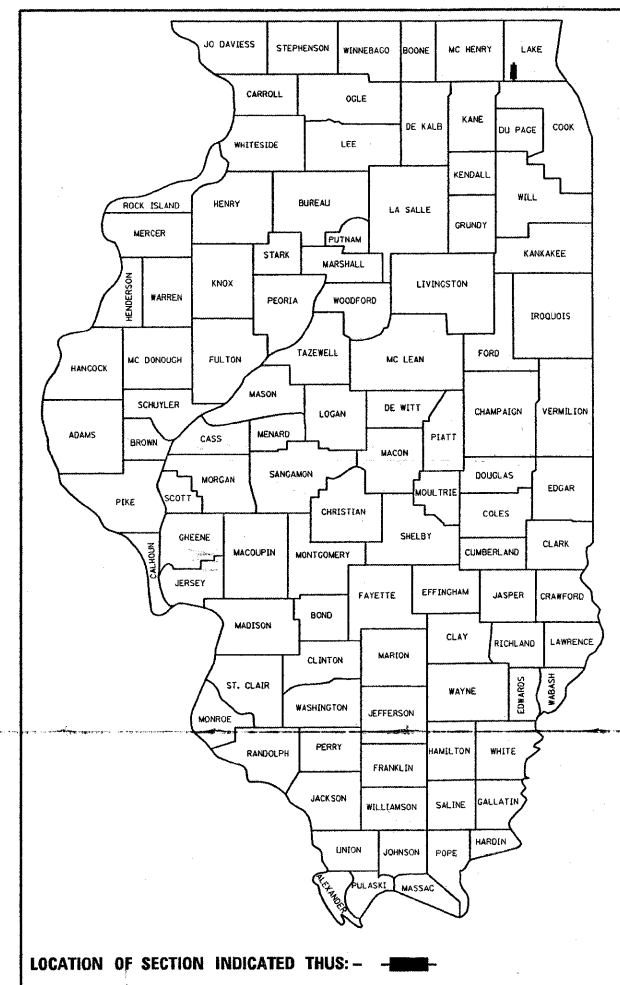 JO DAVIESS STEPHENSON WINNEBAGO BOONE MC HENRY LAKE
CARROLL OGLE
DE KALB KANE DU PAGE COOK
WHITESIDE LEE
KENDALL
WILL
ROCK ISLAND HENRY BUREAU LA SALLE
MERCER PUTNAM GRUNDY
STARK MARSHALL KANKAKEE
HENDERSON WARREN KNOX PEORIA WOODFORD LIVINGSTON
IROQUOIS
HANCOCK MC DONOUGH FULTON TAZEWELL MC LEAN FORD
MASON
SCHUYLER LOGAN DE WITT CHAMPAIGN VERMILION
ADAMS BROWN CASS MENARD MACON PIATT
MORGAN SANGAMON DOUGLAS EDGAR
PIKE SCOTT CHRISTIAN MOULTRIE
COLES
GHEENE MACOUPIN MONTGOMERY SHELBY
CALHOUN CUMBERLAND CLARK
JERSEY
FAYETTE EFFINGHAM JASPER CRAWFORD
MADISON BOND
CLAY RICHLAND LAWRENCE
CLINTON MARION
ST. CLAIR WAYNE EDWARDS WABASH
WASHINGTON JEFFERSON
MONROE
RANDOLPH PERRY HAMILTON WHITE
FRANKLIN
JACKSON WILLIAMSON SALINE GALLATIN
UNION JOHNSON POPE HARDIN
ALEXANDER PULASKI MASSAC
LOCATION OF SECTION INDICATED THUS: -